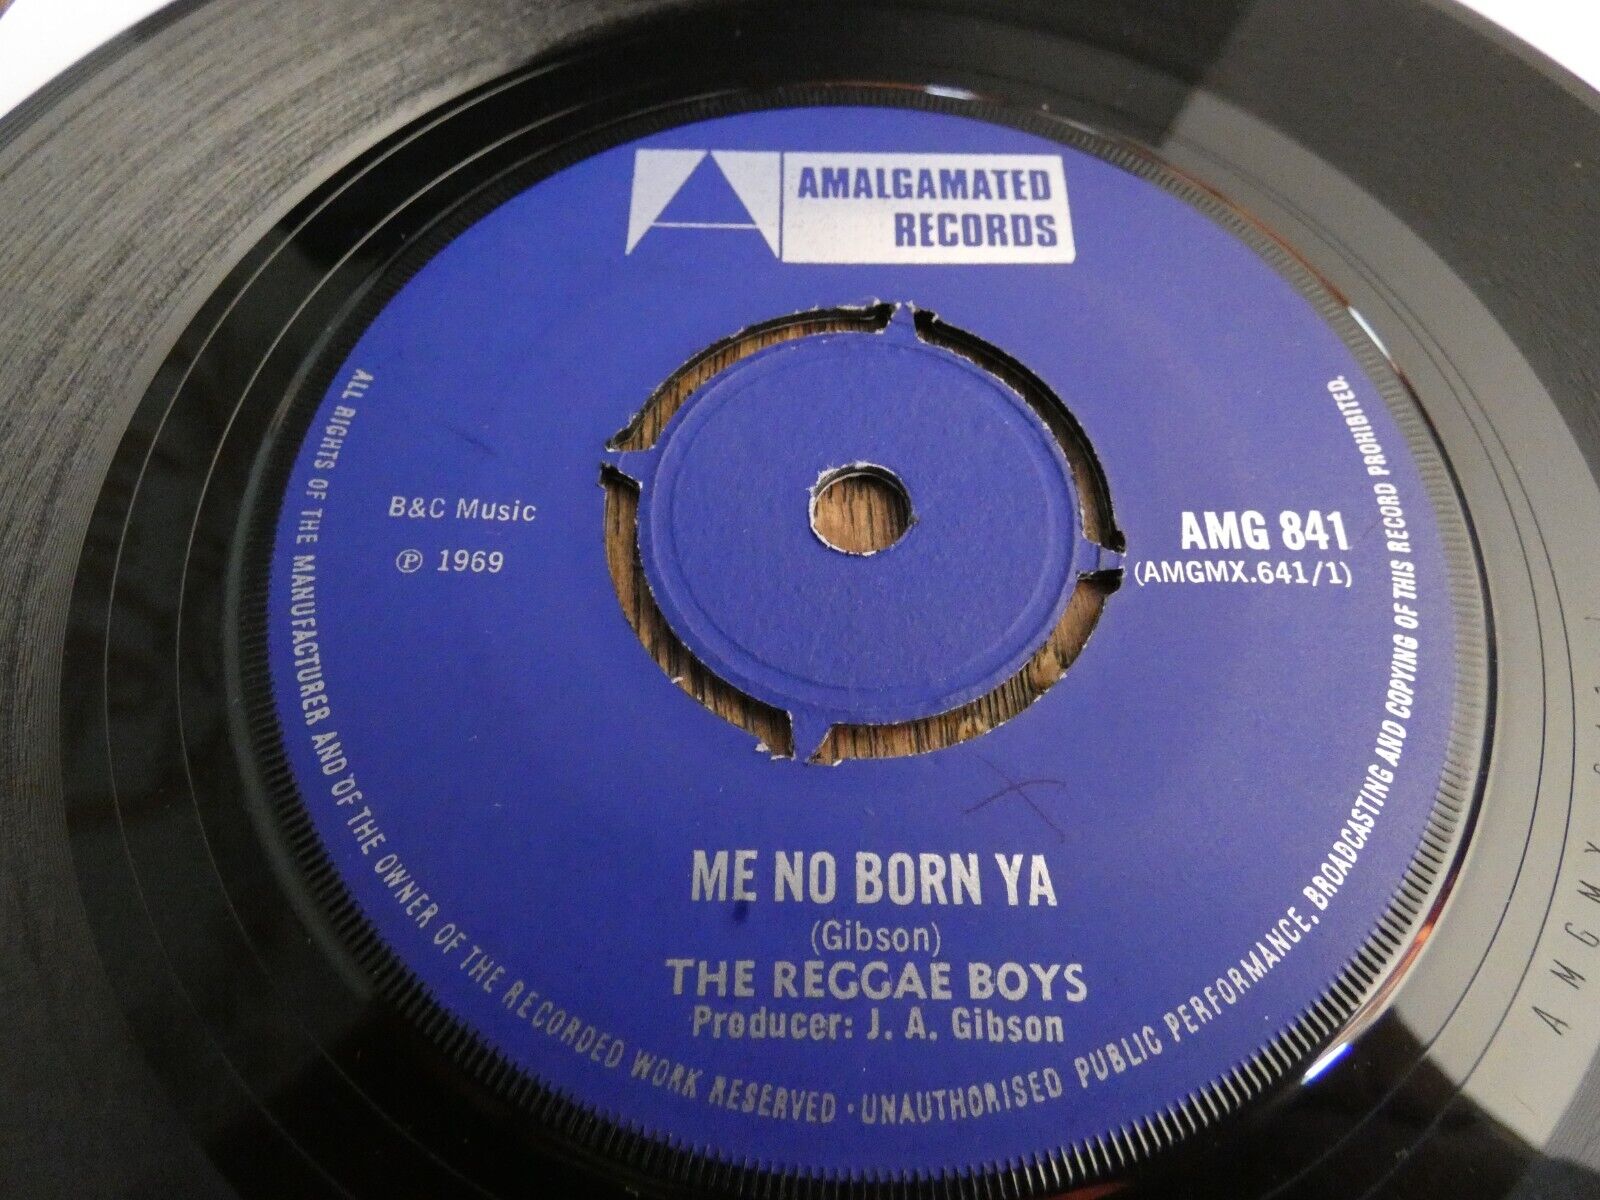 AMALGAMATED
RECORDS
B&C Music
℗ 1969
AMG 841
(AMGMX.641/1)
ME NO BORN YA
(Gibson)
THE REGGAE BOYS
Producer: J. A. Gibson
ALL RIGHTS OF THE MANUFACTURER AND OF THE OWNER OF THE RECORDED WORK RESERVED · UNAUTHORISED PUBLIC PERFORMANCE, BROADCASTING AND COPYING OF THIS RECORD PROHIBITED.